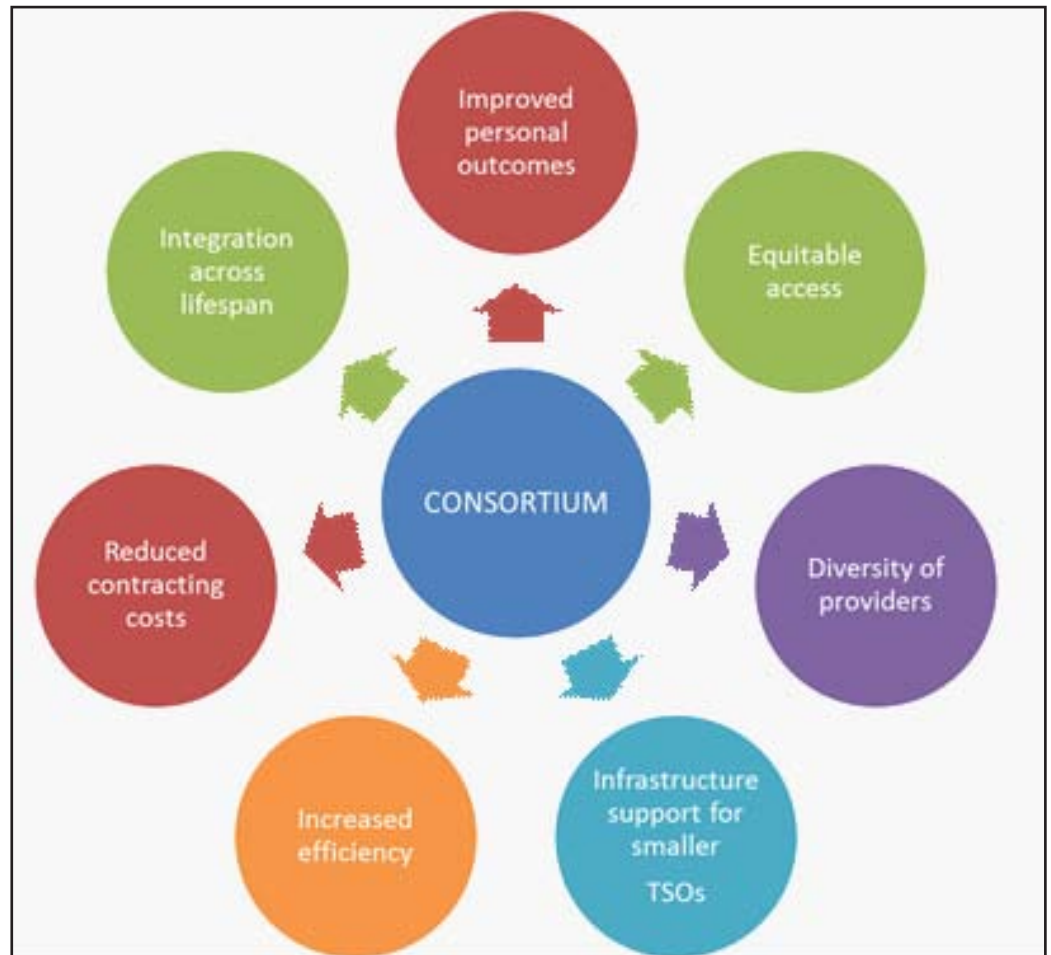 Improved
personal
outcomes
Integration
across
lifespan
Equitable
access
CONSORTIUM
Reduced
contracting
costs
Diversity of
providers
Increased
efficiency
Infrastructure
support for
smaller
TSOs